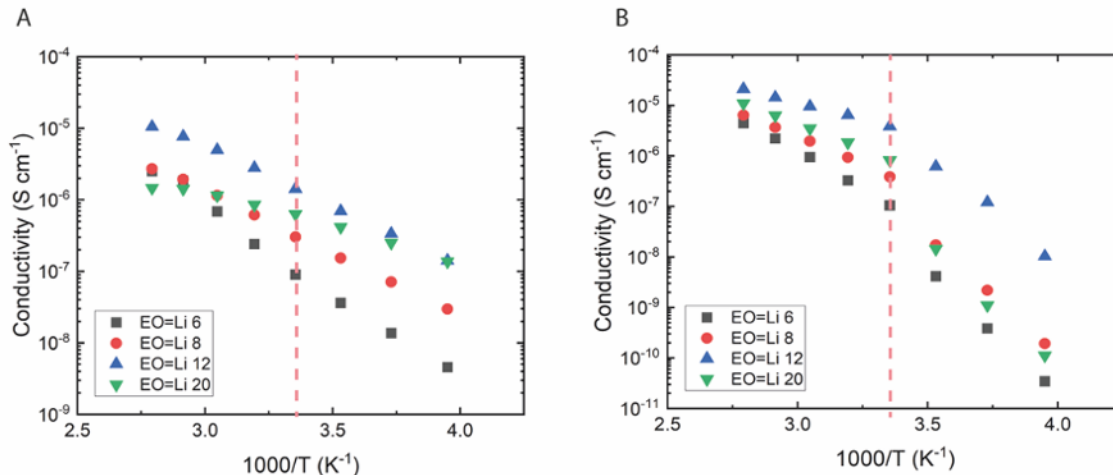 A
Conductivity (S cm⁻¹)
10⁻⁴
10⁻⁵
10⁻⁶
10⁻⁷
10⁻⁸
10⁻⁹
EO=Li 6
EO=Li 8
EO=Li 12
EO=Li 20
2.5 3.0 3.5 4.0
1000/T (K⁻¹)
B
Conductivity (S cm⁻¹)
10⁻⁴
10⁻⁵
10⁻⁶
10⁻⁷
10⁻⁸
10⁻⁹
10⁻¹⁰
10⁻¹¹
EO=Li 6
EO=Li 8
EO=Li 12
EO=Li 20
2.5 3.0 3.5 4.0
1000/T (K⁻¹)